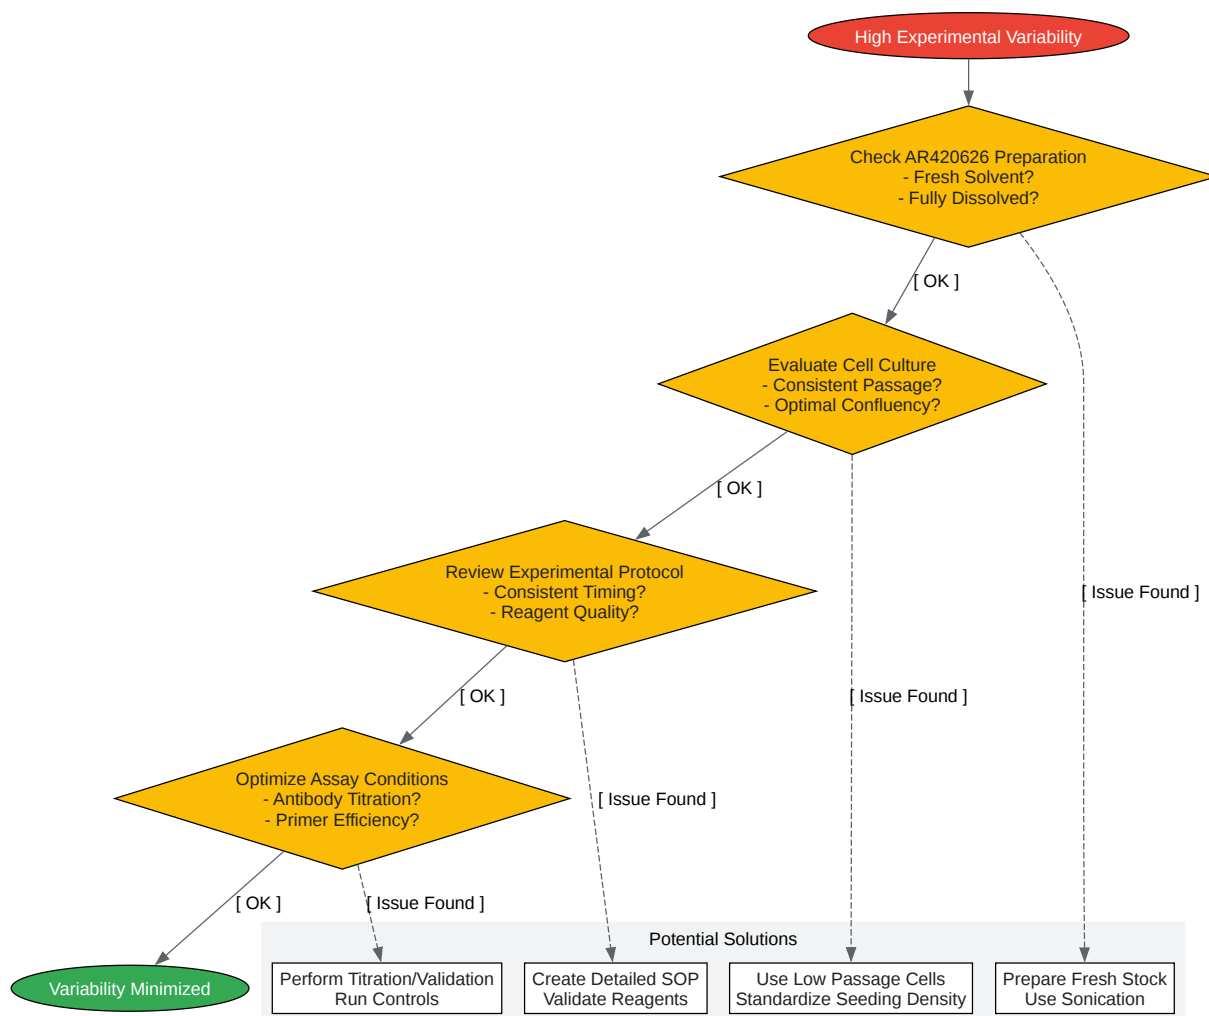 High Experimental Variability
Check AR420626 Preparation
- Fresh Solvent?
- Fully Dissolved?
[ OK ]
Evaluate Cell Culture
- Consistent Passage?
- Optimal Confluency?
[ OK ]
Review Experimental Protocol
- Consistent Timing?
- Reagent Quality?
[ Issue Found ]
[ OK ]
[ Issue Found ]
Optimize Assay Conditions
- Antibody Titration?
- Primer Efficiency?
[ Issue Found ]
[ OK ]
[ Issue Found ]
Potential Solutions
Variability Minimized
Perform Titration/Validation
Run Controls
Create Detailed SOP
Validate Reagents
Use Low Passage Cells
Standardize Seeding Density
Prepare Fresh Stock
Use Sonication